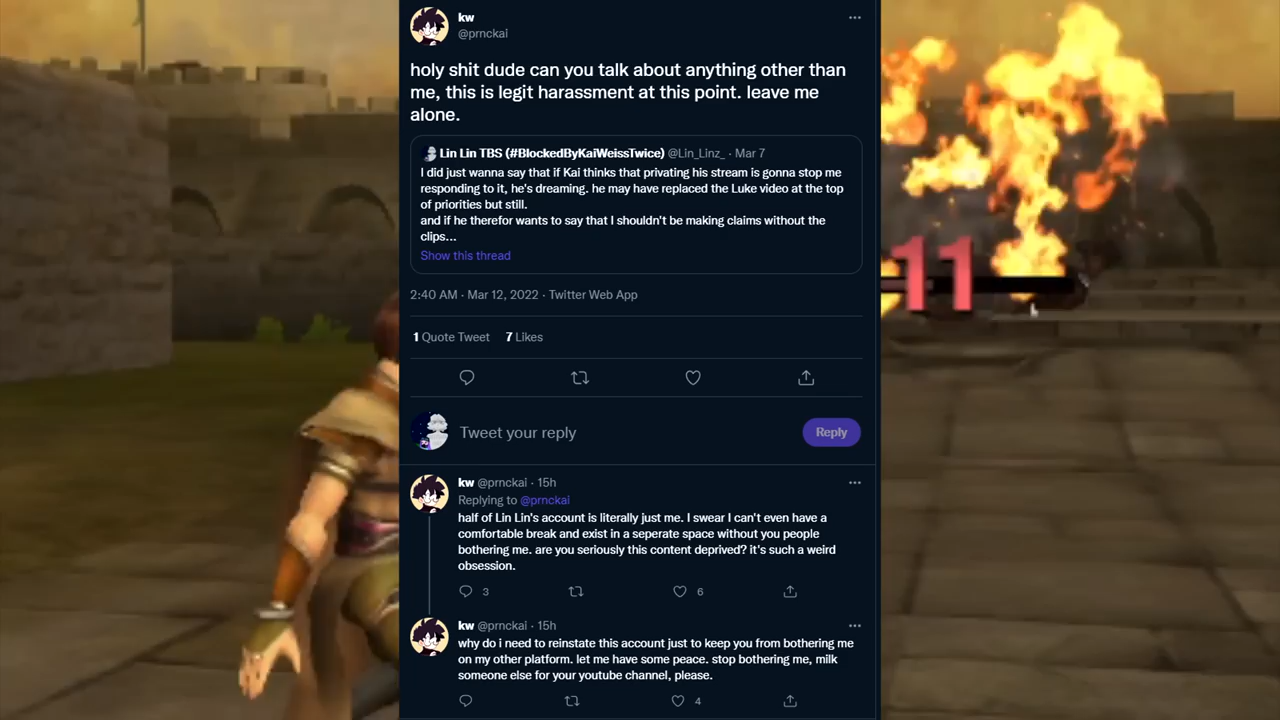 kw
@prnckai
holy shit dude can you talk about anything other than
me, this is legit harassment at this point. leave me
alone.
Lin Lin TBS (#BlockedByKaiWeissTwice) @Lin_Linz_ · Mar 7
I did just wanna say that if Kai thinks that privating his stream is gonna stop me
responding to it, he's dreaming. he may have replaced the Luke video at the top
of priorities but still.
and if he therefor wants to say that I shouldn't be making claims without the
clips...
Show this thread
2:40 AM · Mar 12, 2022 · Twitter Web App
1 Quote Tweet 7 Likes
Tweet your reply
Reply
kw @prnckai · 15h
Replying to @prnckai
half of Lin Lin's account is literally just me. I swear I can't even have a
comfortable break and exist in a seperate space without you people
bothering me. are you seriously this content deprived? it's such a weird
obsession.
3 6
kw @prnckai · 15h
why do i need to reinstate this account just to keep you from bothering me
on my other platform. let me have some peace. stop bothering me, milk
someone else for your youtube channel, please.
4
11